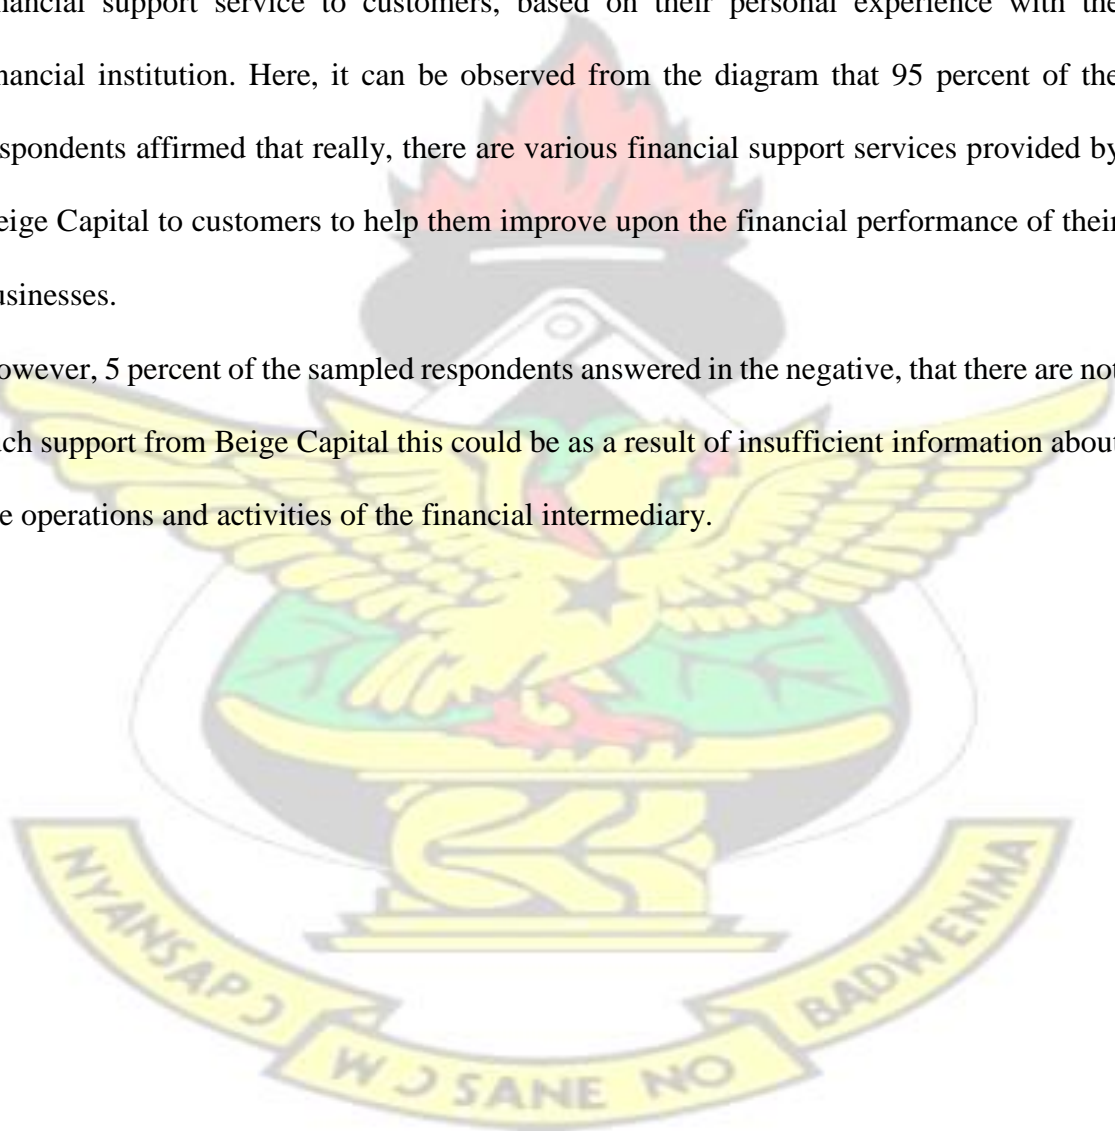 nancial support service to customers, based on their personal experience with the
nancial institution. Here, it can be observed from the diagram that 95 percent of the
spondents affirmed that really, there are various financial support services provided by
eige Capital to customers to help them improve upon the financial performance of their
usinesses.
owever, 5 percent of the sampled respondents answered in the negative, that there are not
ch support from Beige Capital this could be as a result of insufficient information about
e operations and activities of the financial intermediary.
NYANSAPƆ
WƆSANE NO
BADWENMA